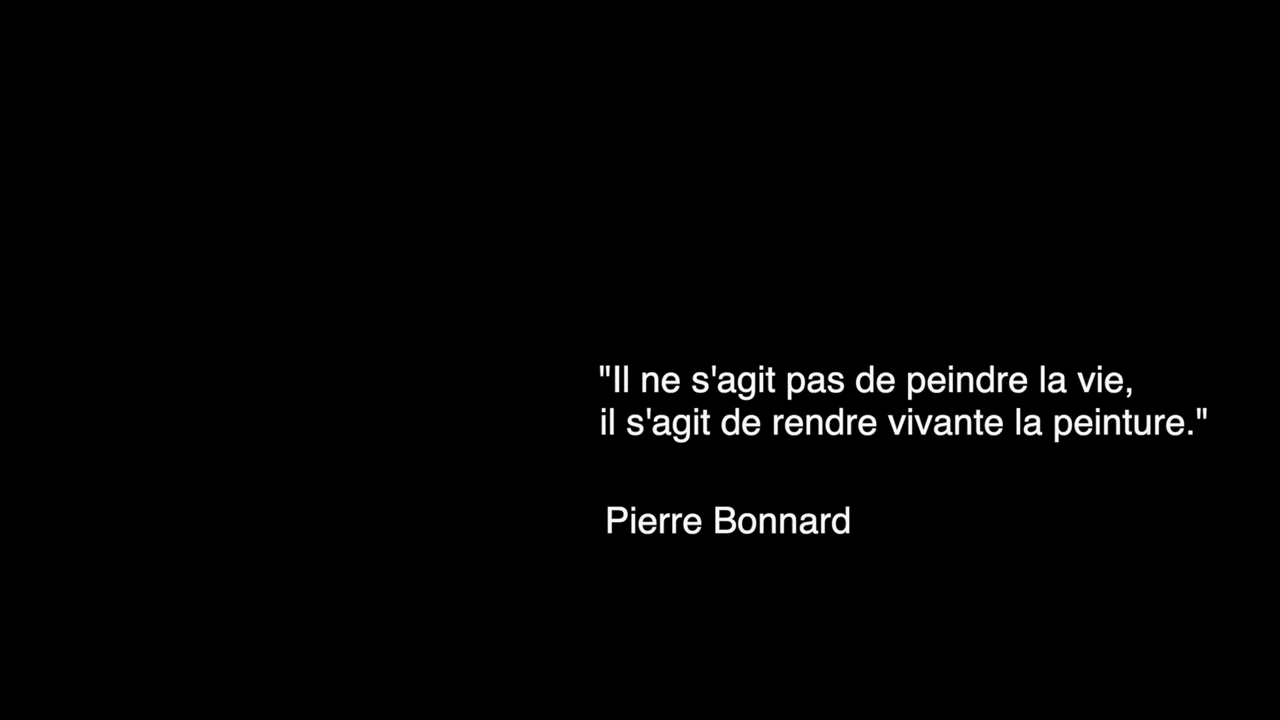 "Il ne s'agit pas de peindre la vie,
il s'agit de rendre vivante la peinture."
Pierre Bonnard